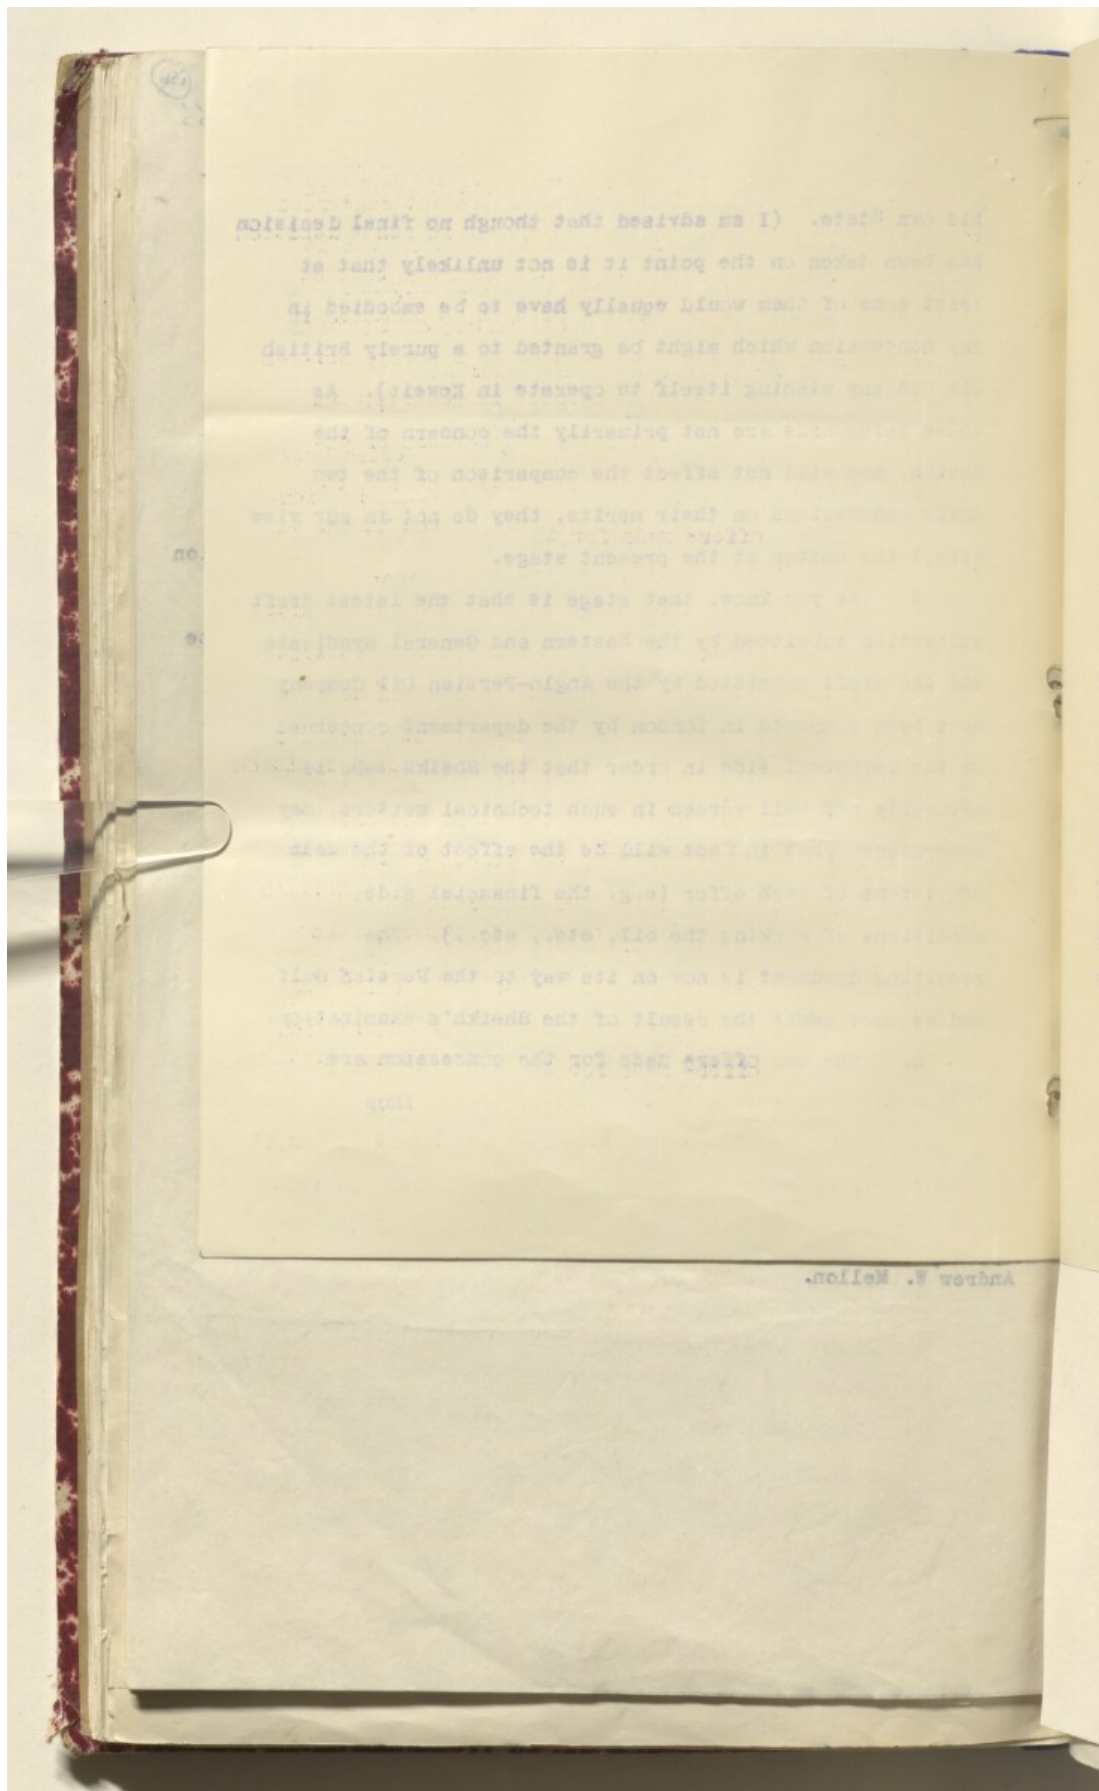 his own State. (I am advised that though no final decision
has been taken on the point it is not unlikely that at
least some of them would equally have to be embodied in
any concession which might be granted to a purely British
oil company wishing itself to operate in Koweit). As
these safeguards are not primarily the concern of the
Sheikh, and will not affect the comparison of the two
draft concessions on their merits, they do not in our view
affect the matter at the present stage.
4. As you know, that stage is that the latest draft
concession submitted by the Eastern and General Syndicate
and the draft submitted by the Anglo-Persian Oil Company
have been compared in London by the department concerned
on the technical side in order that the Sheikh - who is
naturally not well versed in such technical matters, may
understand what in fact will be the effect of the main
provisions of each offer (e.g. the financial side,
conditions of working the oil, etc., etc.). The
resulting document is now on its way to the Persian Gulf
and we must await the result of the Sheikh's examination.
5. The two offers made for the concession are.
Andrew W. Mellon.